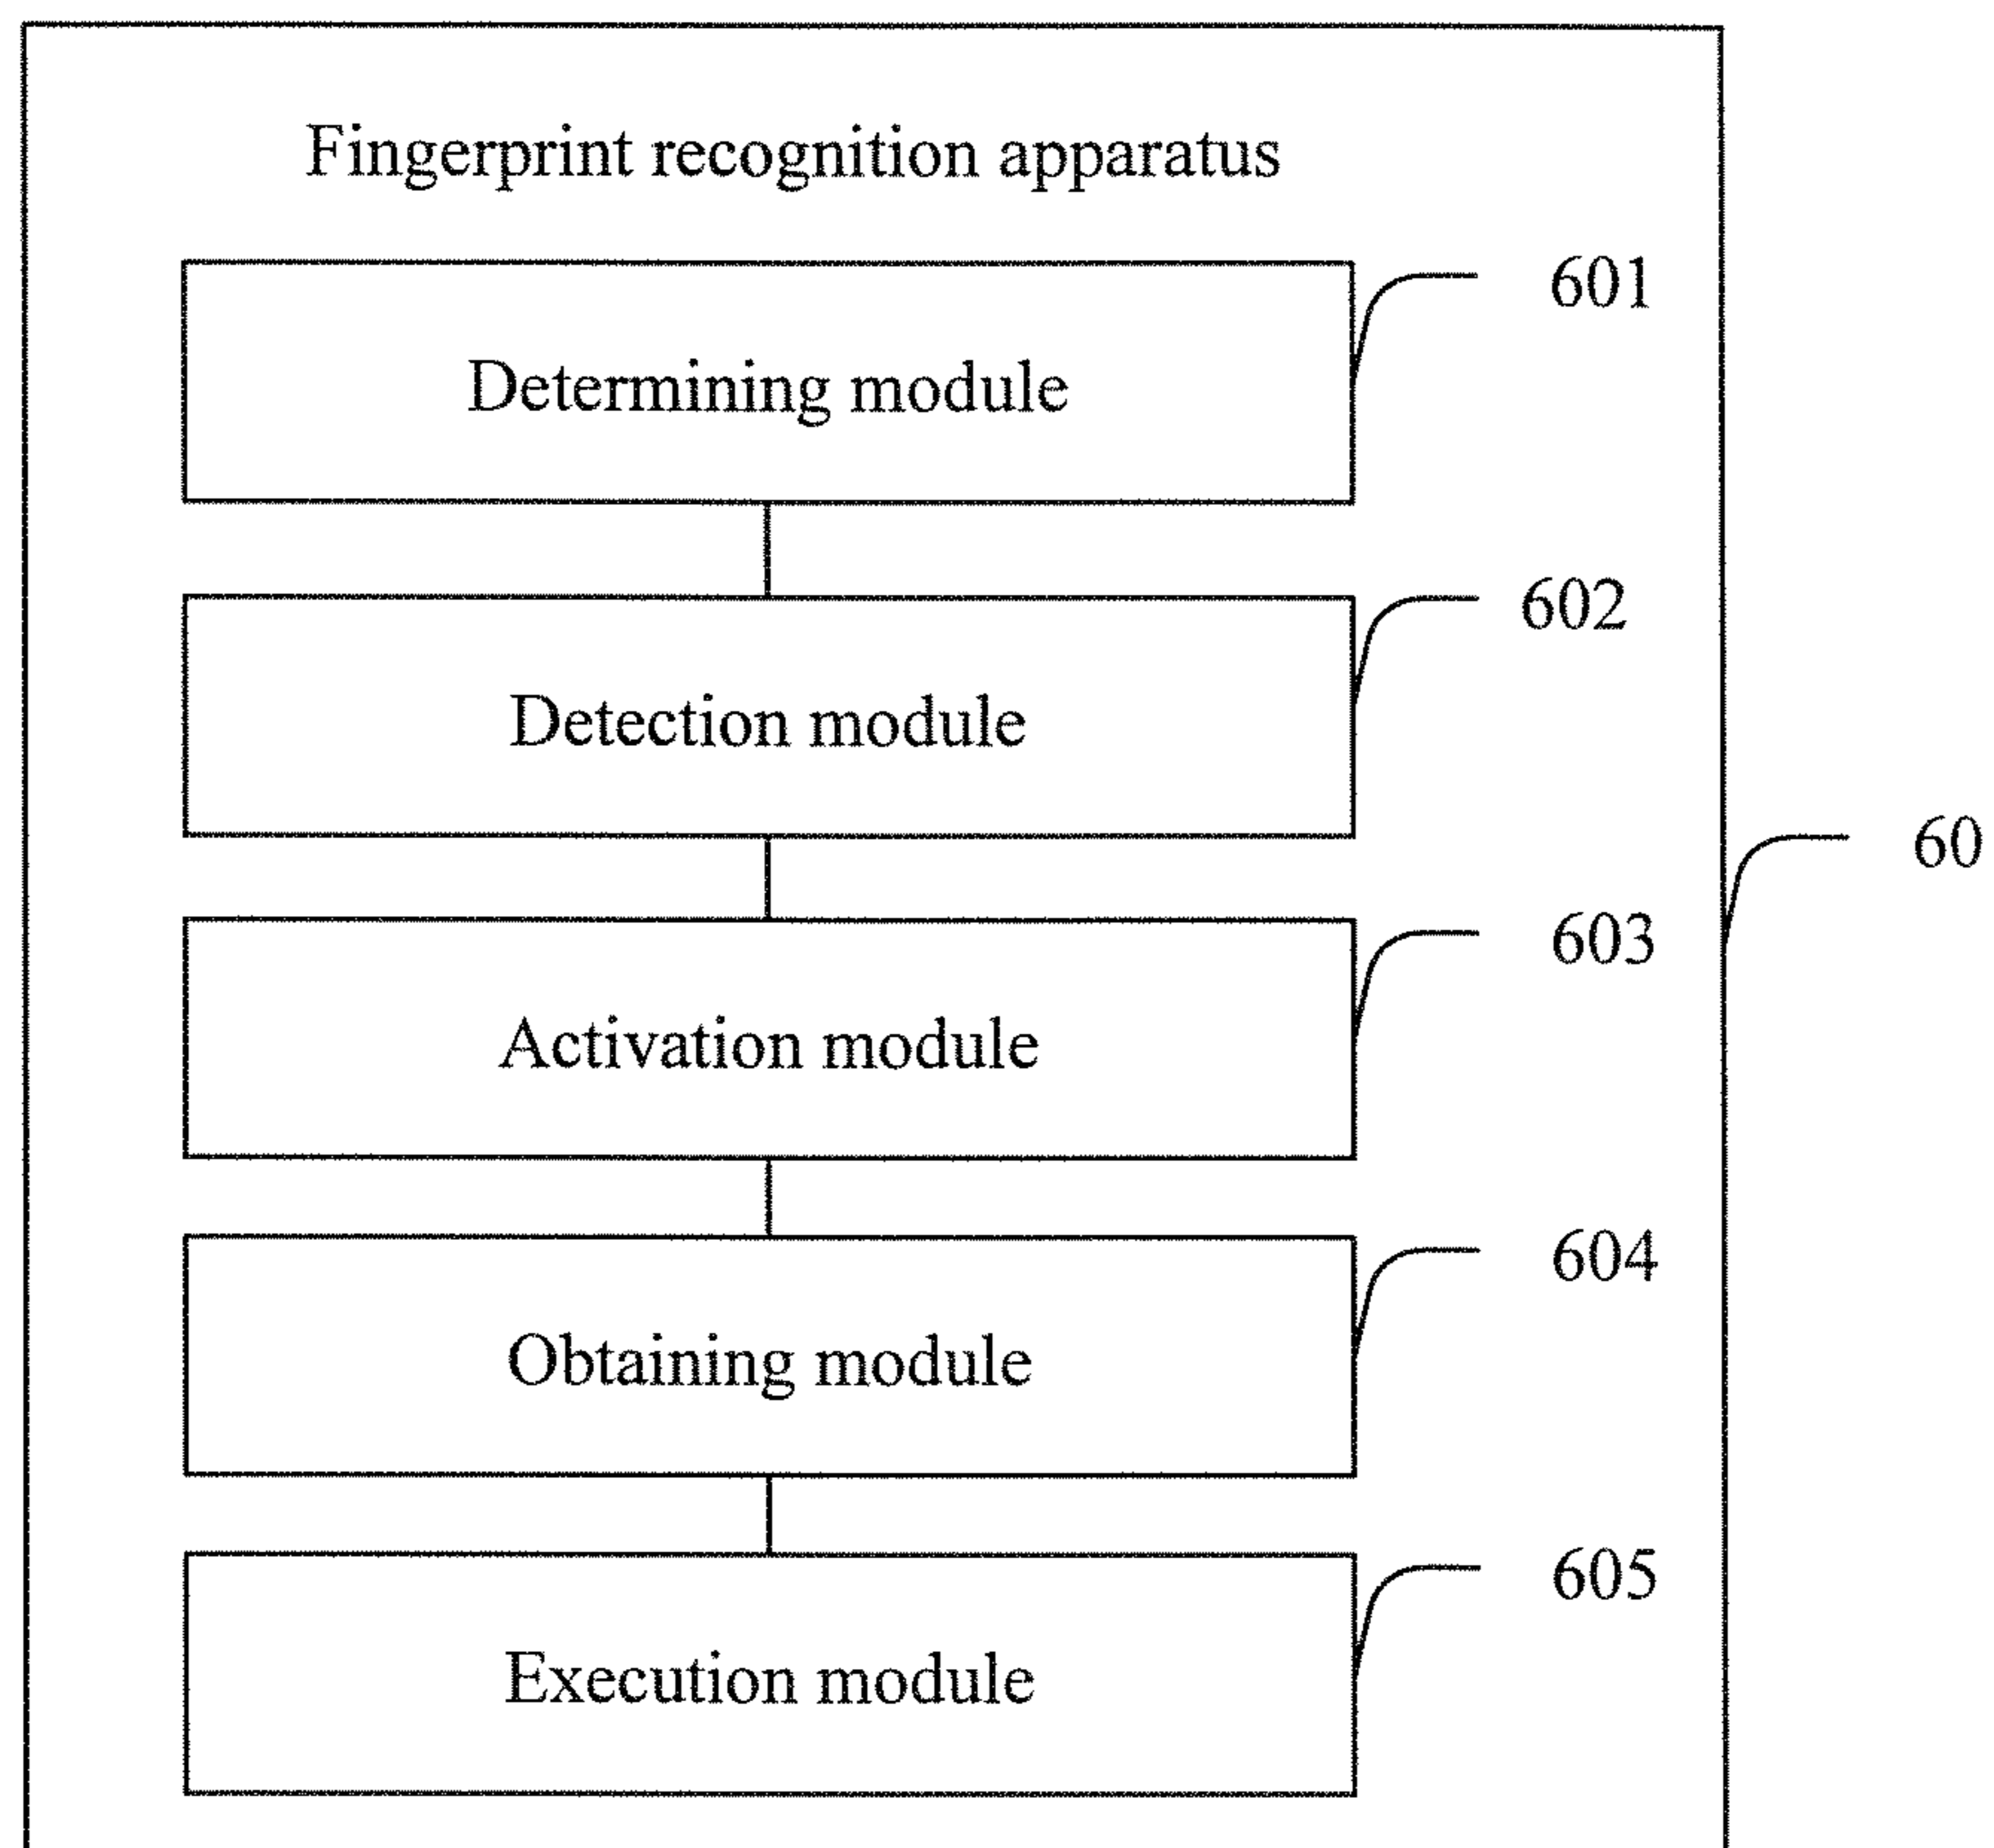 Fingerprint recognition apparatus
601
Determining module
602
Detection module
60
603
Activation module
604
Obtaining module
605
Execution module